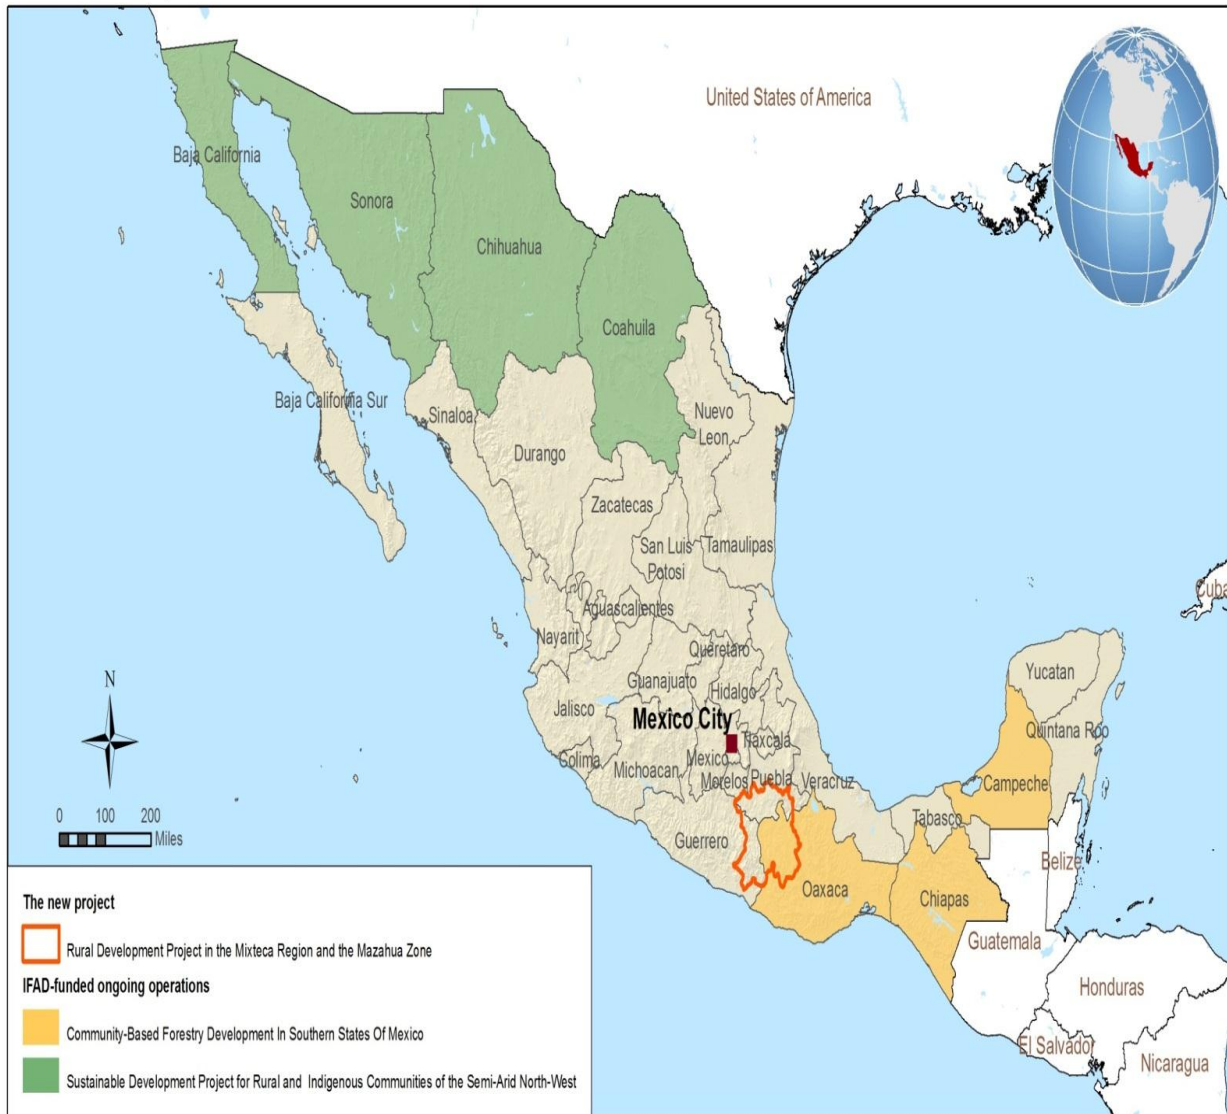 United States of America
Baja California
Sonora
Chihuahua
Coahuila
Baja California Sur
Sinaloa
Nuevo
Leon
Durango
Zacatecas
San Luis
Potosi
Tamaulipas
Cuba
Aguascalientes
Nayarit
Queretaro
Guanajuato
Hidalgo
Yucatan
Jalisco
Mexico City
Quintana Roo
Tlaxcala
Colima
Michoacan
Mexico
Morelos
Puebla
Veracruz
Campeche
Tabasco
Guerrero
Belize
Oaxaca
Chiapas
Guatemala
Honduras
El Salvador
Nicaragua
N
0 100 200
Miles
The new project
Rural Development Project in the Mixteca Region and the Mazahua Zone
IFAD-funded ongoing operations
Community-Based Forestry Development In Southern States Of Mexico
Sustainable Development Project for Rural and Indigenous Communities of the Semi-Arid North-West